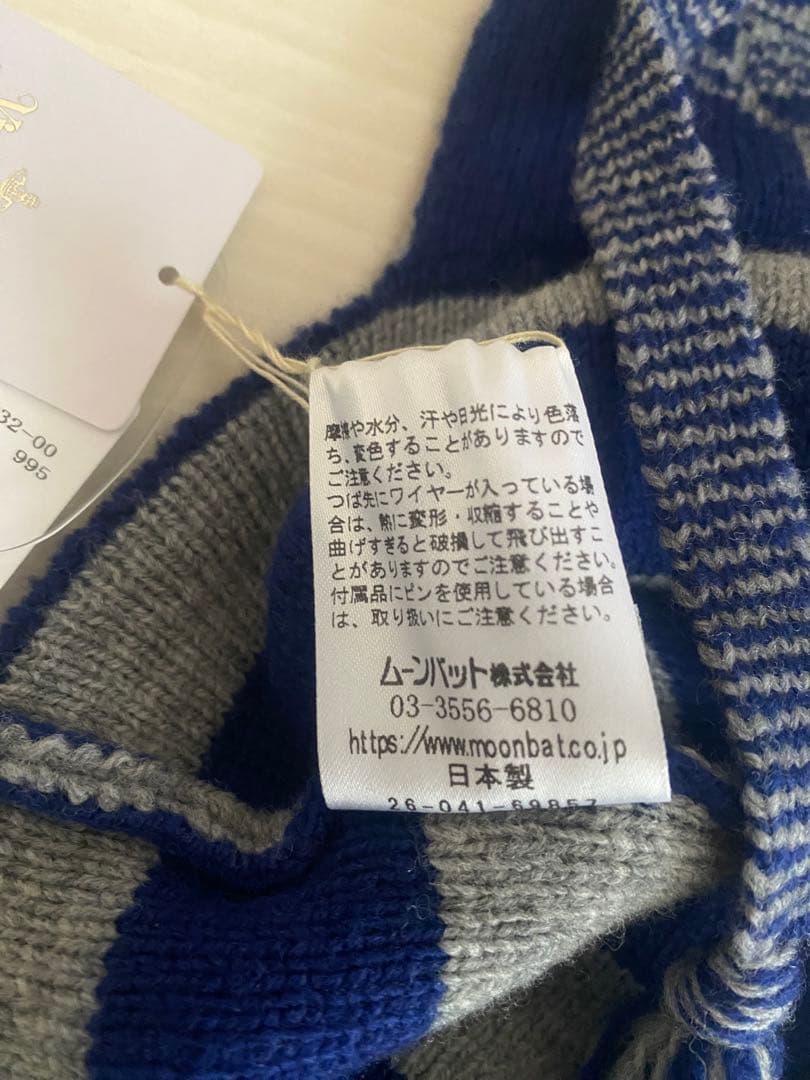 32-00
995
摩擦や水分、汗や日光により色落
ち、変色することがありますので
ご注意ください。
つば先にワイヤーが入っている場
合は、熱に変形・収縮することや
曲げすぎると破損して飛び出すこ
とがありますのでご注意ください。
付属品にピンを使用している場合
は、取り扱いにご注意ください。
ムーンバット株式会社
03-3556-6810
https://www.moonbat.co.jp
日本製
26-041-69857